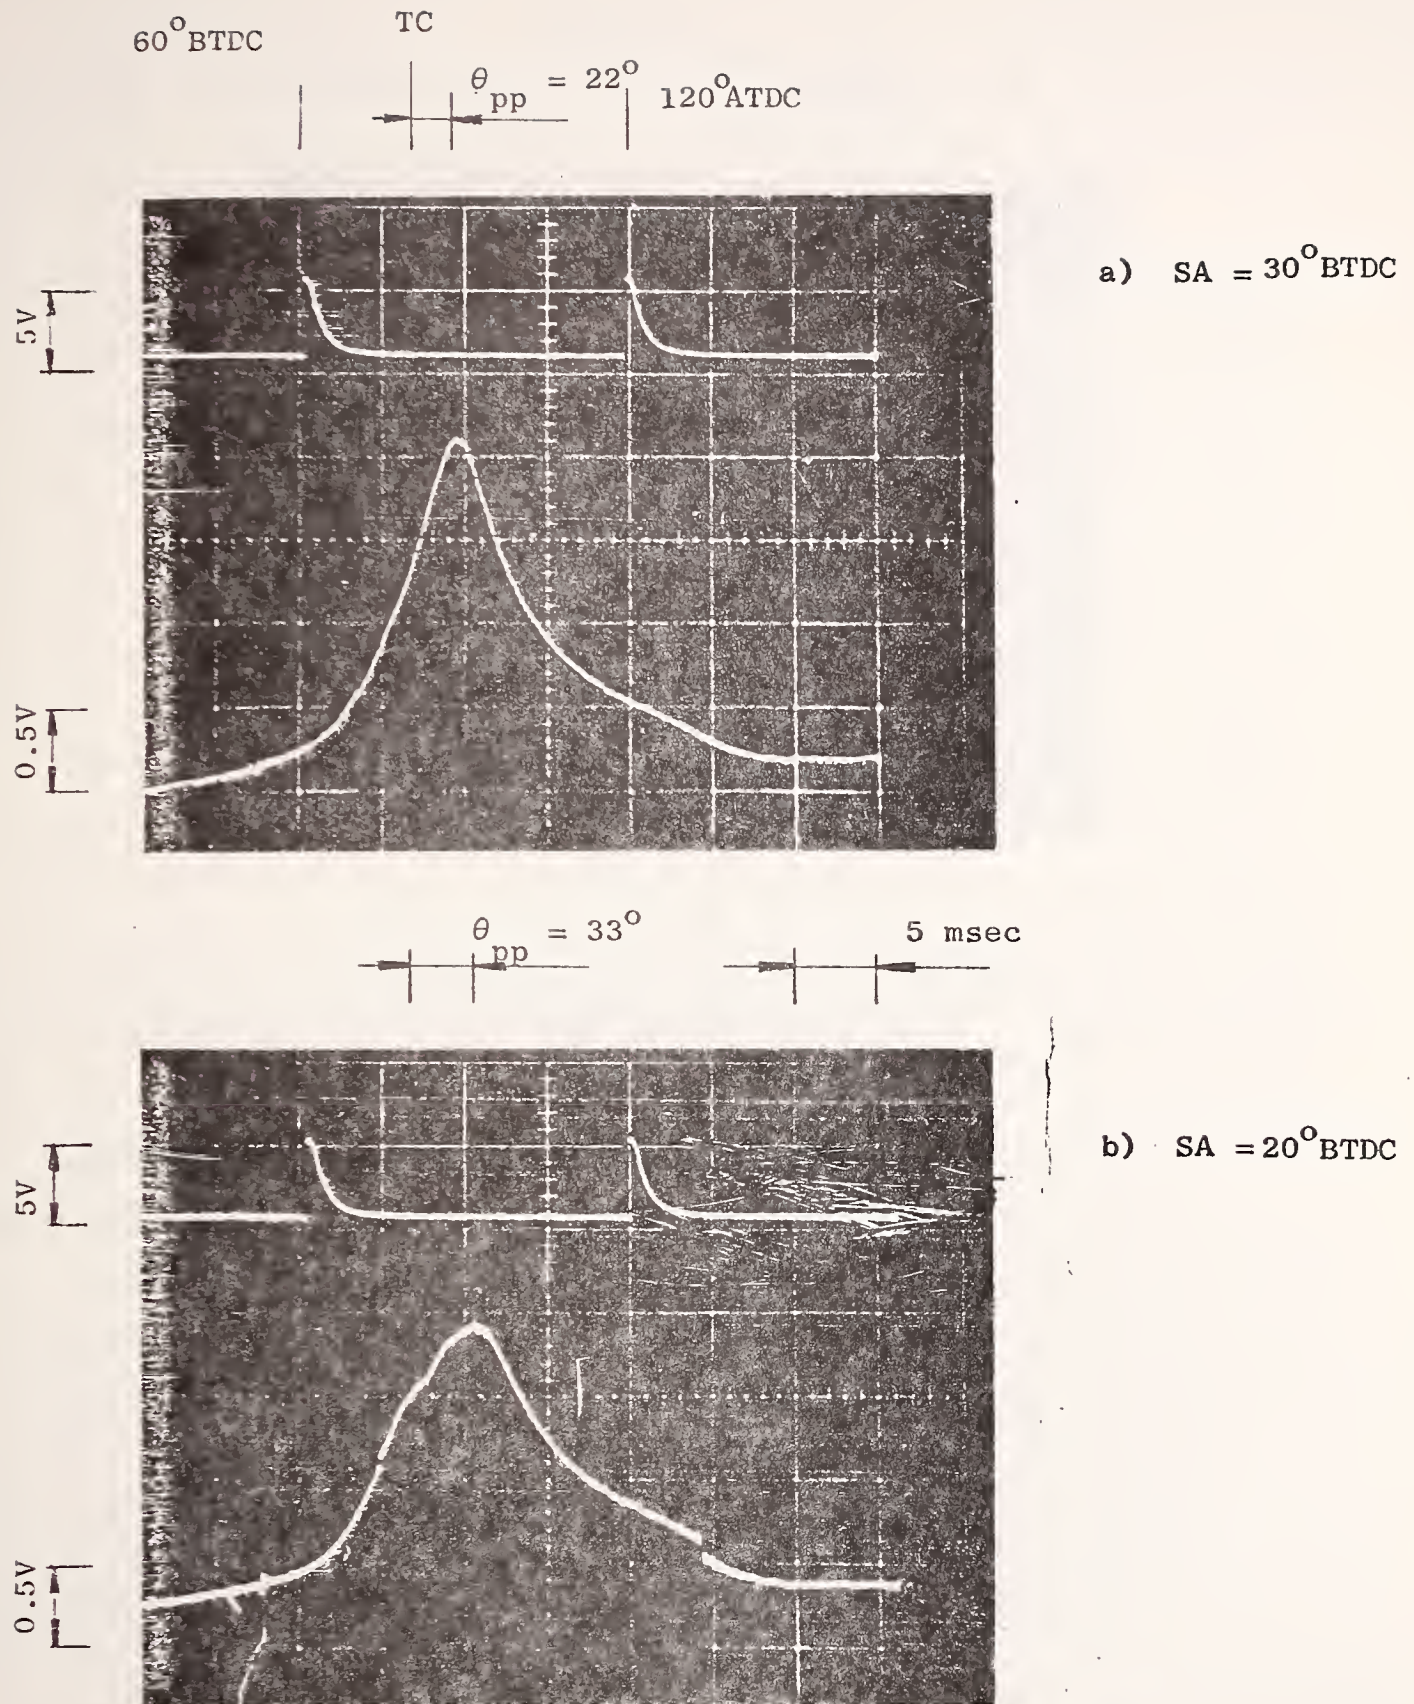 60°BTDC
TC
θpp = 22°
120°ATDC
a) SA = 30°BTDC
5V
0.5V
θpp = 33°
5 msec
b) SA = 20°BTDC
5V
0.5V